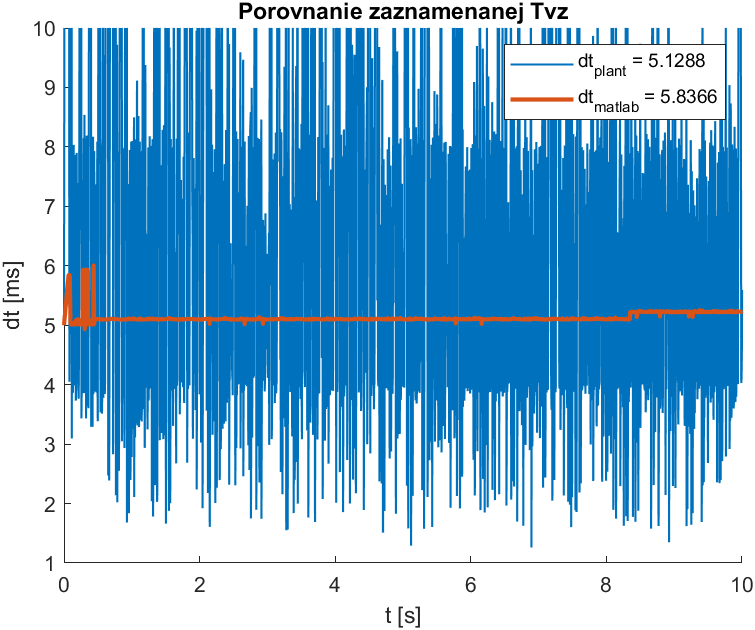 Porovnanie zaznamenanej Tvz
dt_plant = 5.1288
dt_matlab = 5.8366
10
9
8
7
6
5
4
3
2
1
dt [ms]
0 2 4 6 8 10
t [s]